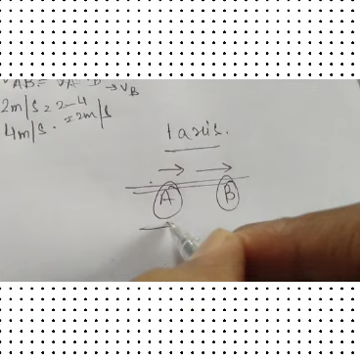 VAB = VA
→ VB
2m/s = 2-4
4m/s. = 2m/s
1 axis.
→ →
A B